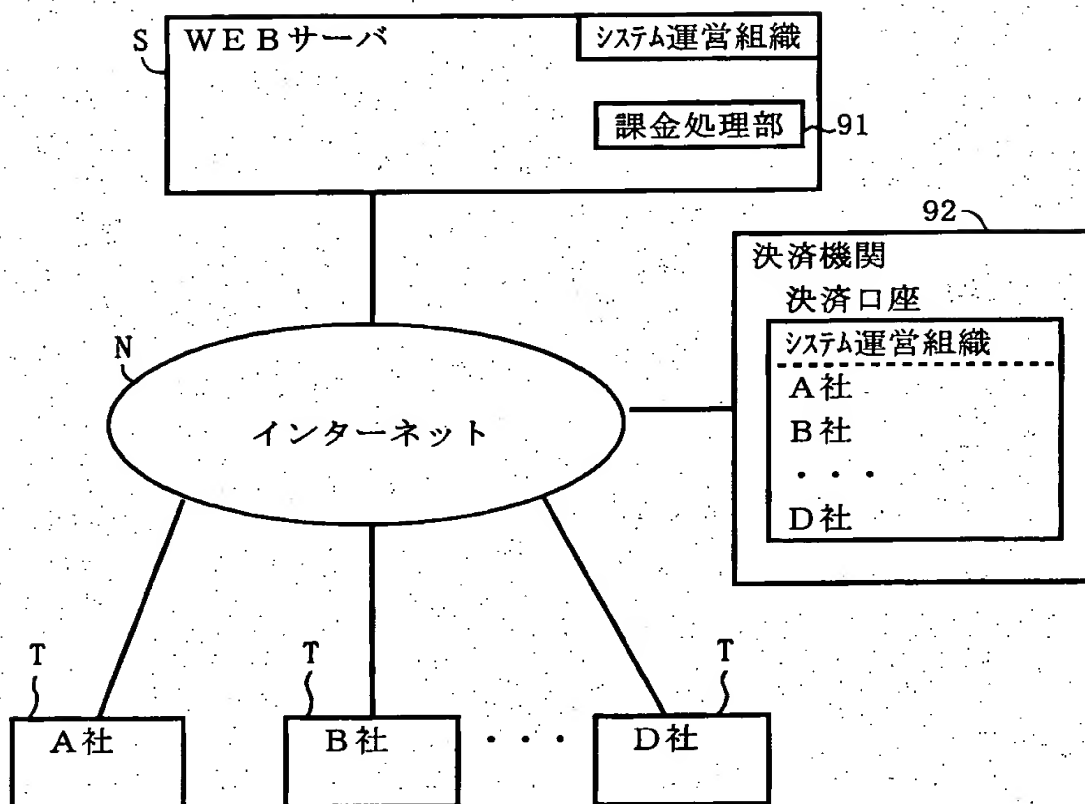 S
WEBサーバ
システム運営組織
課金処理部
91
92
決済機関
決済口座
システム運営組織
A社
B社
・・・
D社
N
インターネット
T
T
T
A社
B社
・・・
D社